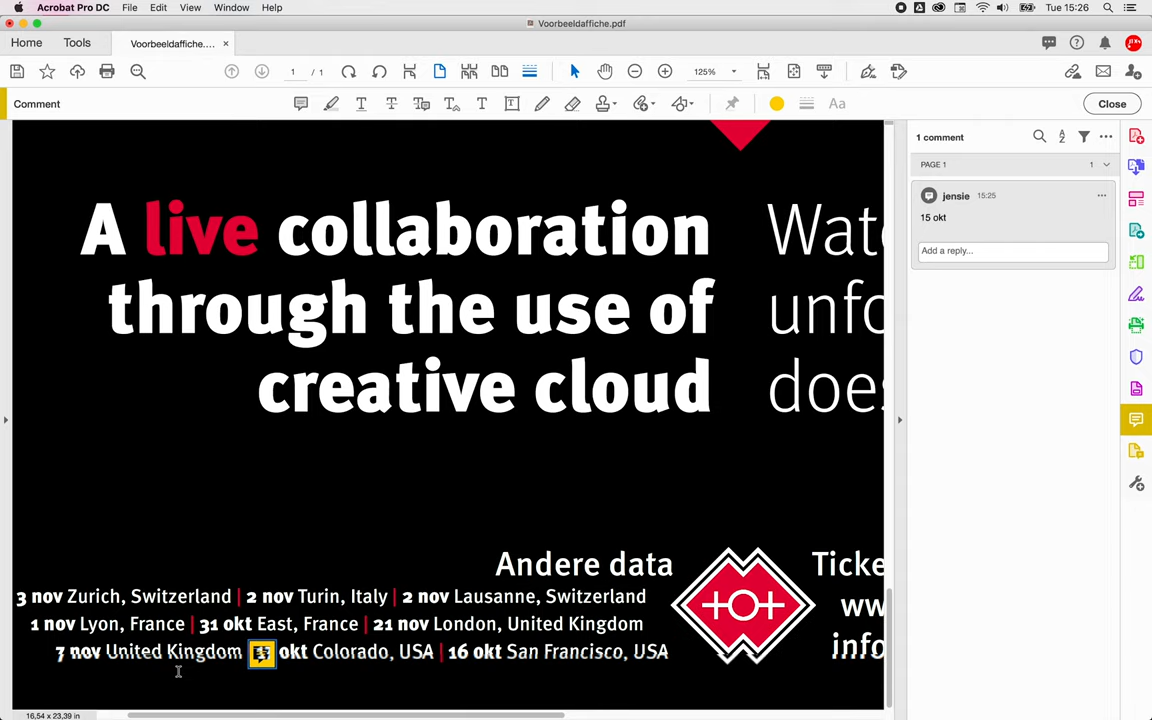 Acrobat Pro DC File Edit View Window Help Tue 15:26
Voorbeeldaffiche.pdf
Home Tools Voorbeeldaffiche.... ×
1 / 1 125%
Comment Aa Close
1 comment
PAGE 1 1
jensie 15:25
15 okt
Add a reply...
A live collaboration
through the use of
creative cloud
Wat
unfo
does
Andere data
3 nov Zurich, Switzerland | 2 nov Turin, Italy | 2 nov Lausanne, Switzerland
1 nov Lyon, France | 31 okt East, France | 21 nov London, United Kingdom
7 nov United Kingdom okt Colorado, USA | 16 okt San Francisco, USA
Ticke
ww
info
16,54 x 23,39 in